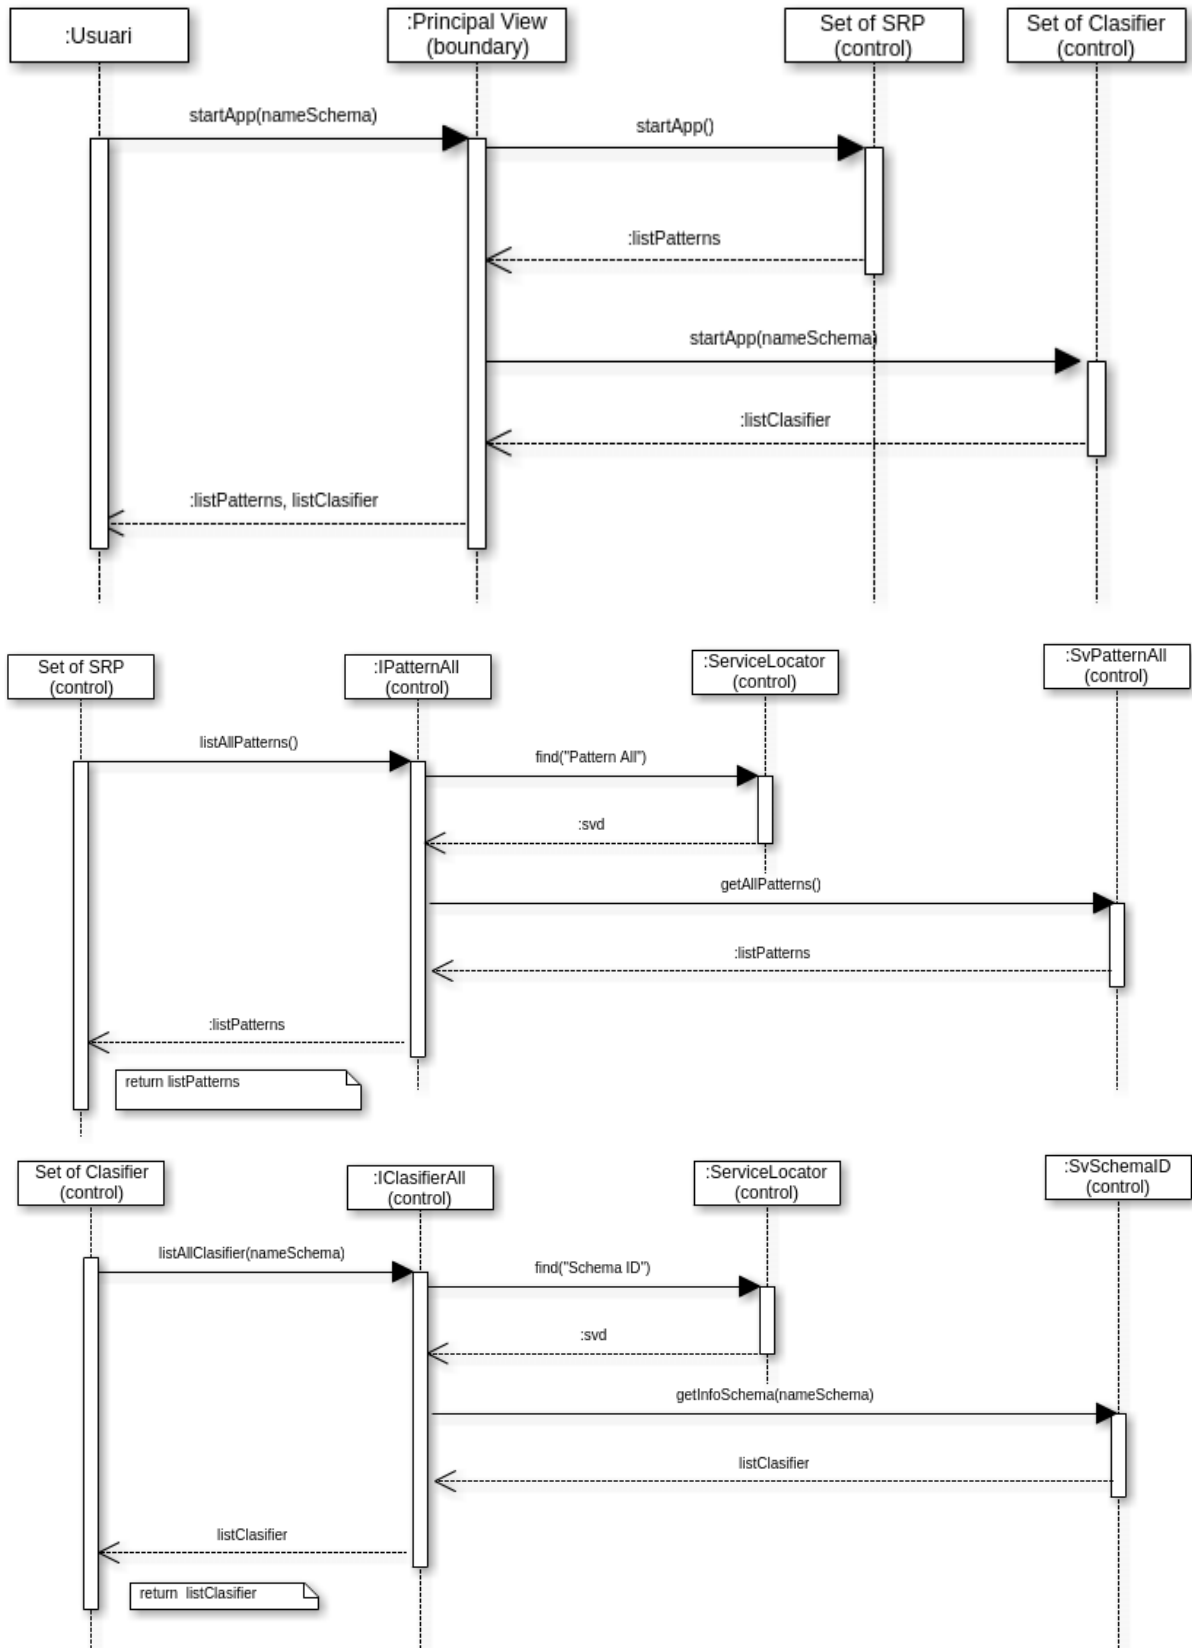 :Usuari
:Principal View
(boundary)
Set of SRP
(control)
Set of Clasifier
(control)
startApp(nameSchema)
startApp()
:listPatterns
startApp(nameSchema)
:listClasifier
:listPatterns, listClasifier
Set of SRP
(control)
:IPatternAll
(control)
:ServiceLocator
(control)
:SvPatternAll
(control)
listAllPatterns()
find("Pattern All")
:svd
getAllPatterns()
:listPatterns
:listPatterns
return listPatterns
Set of Clasifier
(control)
:IClasifierAll
(control)
:ServiceLocator
(control)
:SvSchemaID
(control)
listAllClasifier(nameSchema)
find("Schema ID")
:svd
getInfoSchema(nameSchema)
listClasifier
listClasifier
return listClasifier